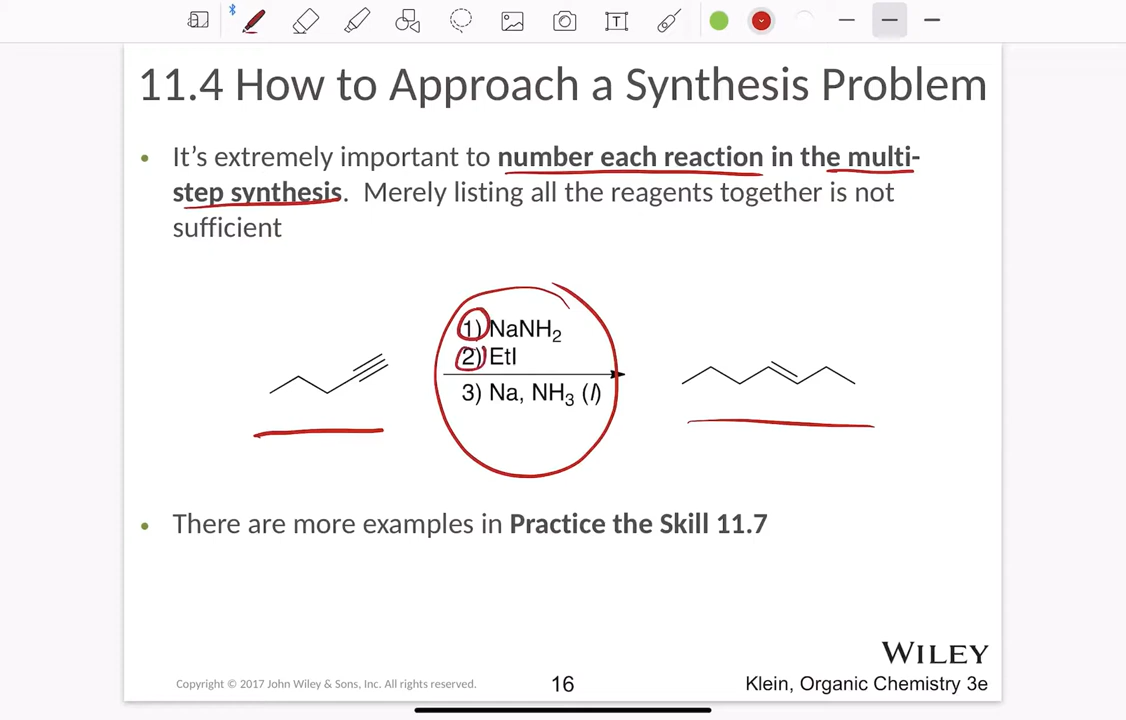 T
11.4 How to Approach a Synthesis Problem
• It's extremely important to number each reaction in the multi-
step synthesis. Merely listing all the reagents together is not
sufficient
1) NaNH₂
2) EtI
3) Na, NH₃ (l)
• There are more examples in Practice the Skill 11.7
WILEY
Copyright © 2017 John Wiley & Sons, Inc. All rights reserved.
16
Klein, Organic Chemistry 3e